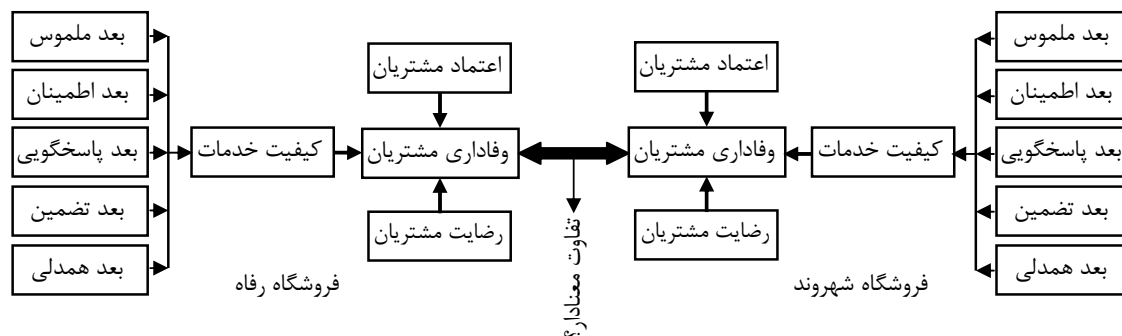 بعد ملموس
بعد اطمینان
بعد پاسخگویی
بعد تضمین
بعد همدلی
کیفیت خدمات
اعتماد مشتریان
وفاداری مشتریان
رضایت مشتریان
فروشگاه شهروند
تفاوت معنادار؟
اعتماد مشتریان
وفاداری مشتریان
رضایت مشتریان
کیفیت خدمات
بعد ملموس
بعد اطمینان
بعد پاسخگویی
بعد تضمین
بعد همدلی
فروشگاه رفاه